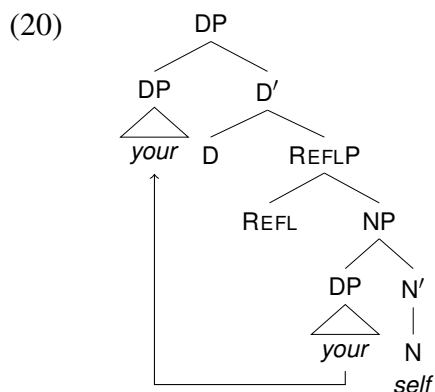 (20) DP
DP D′
your D REFLP
REFL NP
DP N′
your N
self